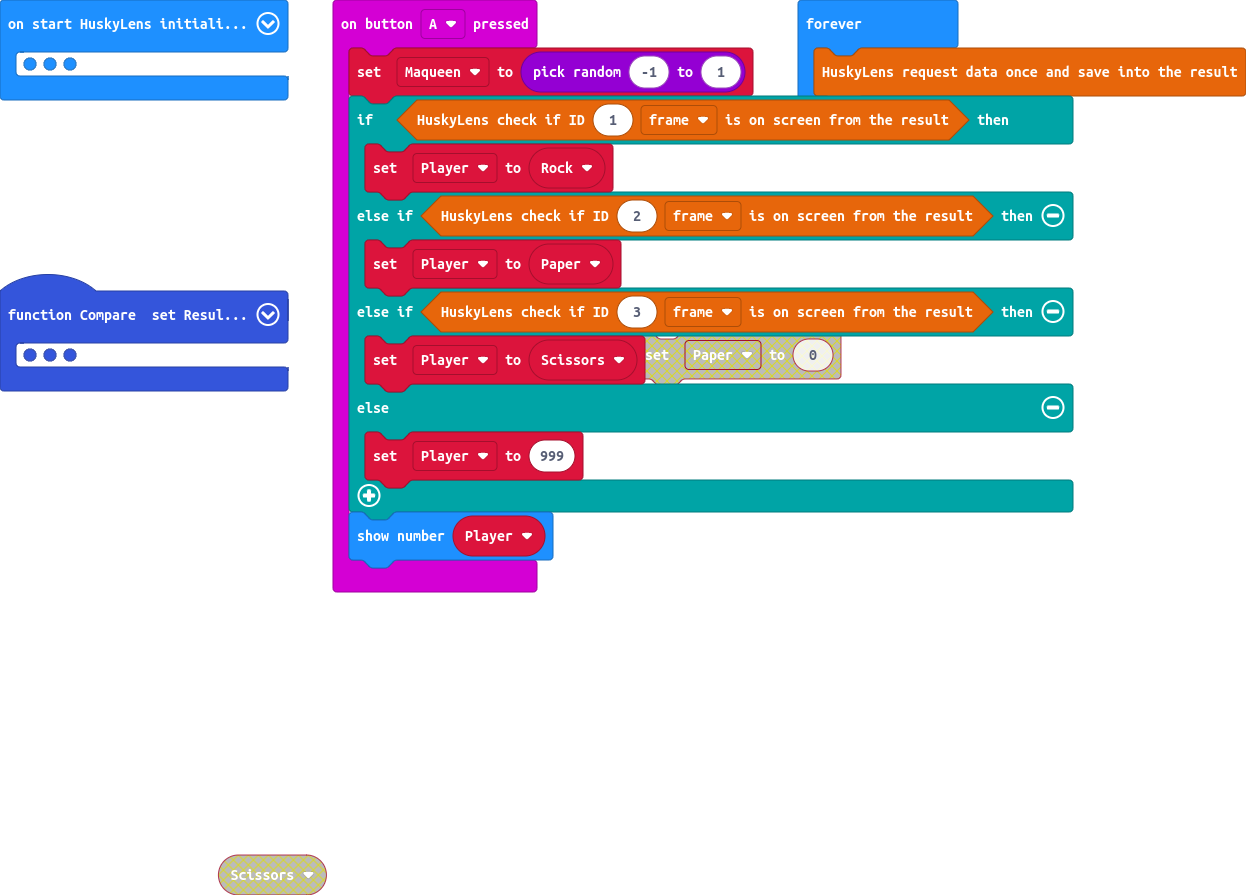 on start HuskyLens initiali...
function Compare set Resul...
on button A pressed
set Maqueen to pick random -1 to 1
if HuskyLens check if ID 1 frame is on screen from the result then
set Player to Rock
else if HuskyLens check if ID 2 frame is on screen from the result then
set Player to Paper
else if HuskyLens check if ID 3 frame is on screen from the result then
set Player to Scissors
set Paper to 0
else
set Player to 999
show number Player
forever
HuskyLens request data once and save into the result
Scissors